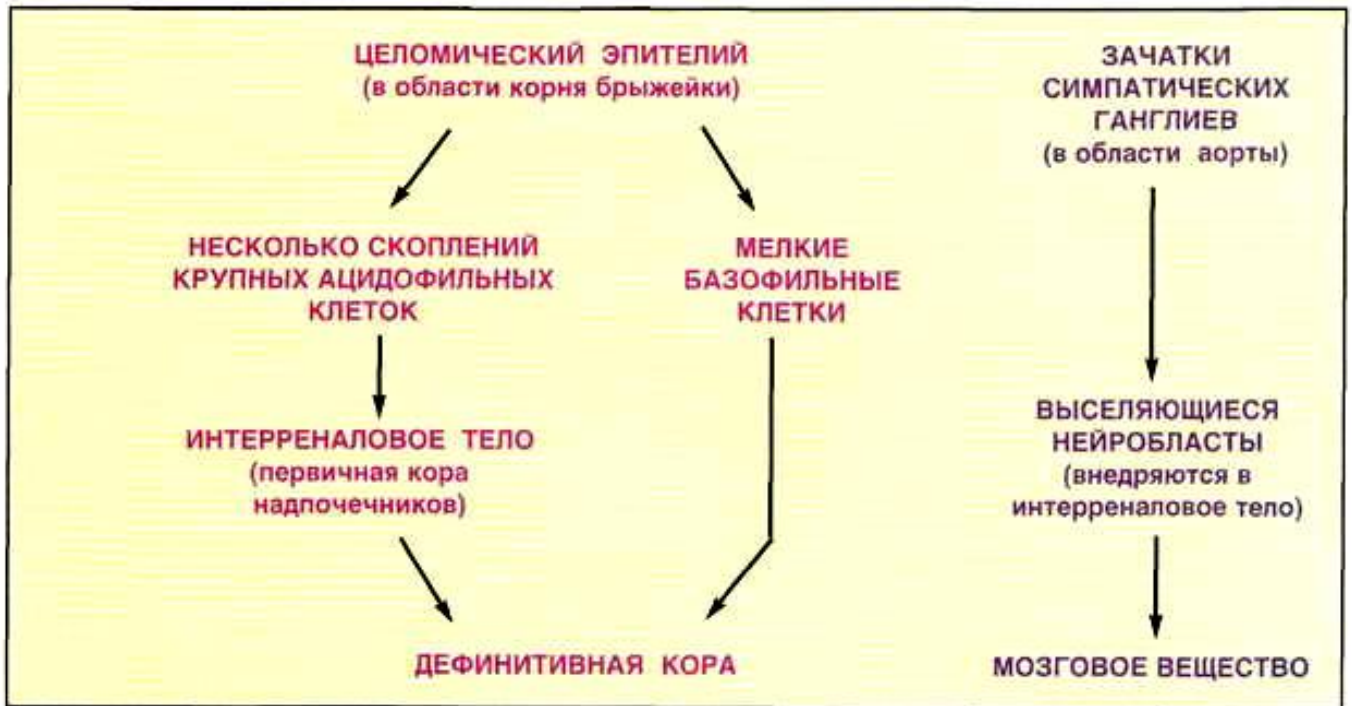 ЦЕЛОМИЧЕСКИЙ ЭПИТЕЛИЙ
(в области корня брыжейки)
ЗАЧАТКИ
СИМПАТИЧЕСКИХ
ГАНГЛИЕВ
(в области аорты)
НЕСКОЛЬКО СКОПЛЕНИЙ
КРУПНЫХ АЦИДОФИЛЬНЫХ
КЛЕТОК
МЕЛКИЕ
БАЗОФИЛЬНЫЕ
КЛЕТКИ
ИНТЕРРЕНАЛОВОЕ ТЕЛО
(первичная кора
надпочечников)
ВЫСЕЛЯЮЩИЕСЯ
НЕЙРОБЛАСТЫ
(внедряются в
интерреналовое тело)
ДЕФИНИТИВНАЯ КОРА
МОЗГОВОЕ ВЕЩЕСТВО